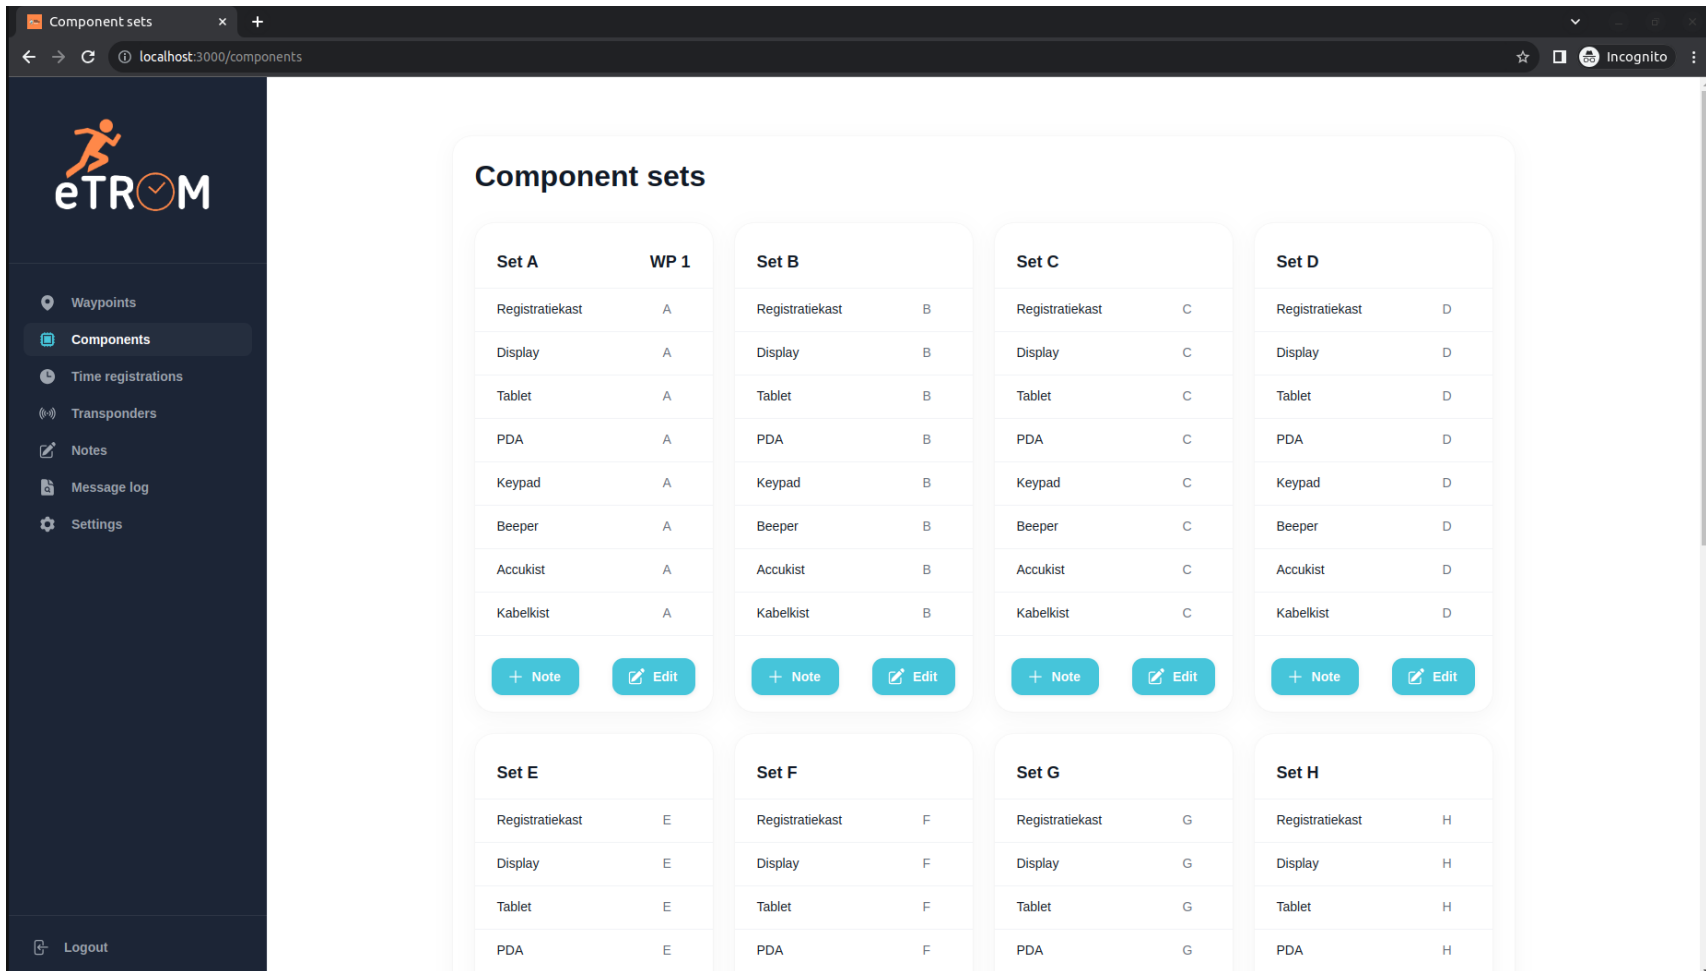 Component sets
localhost:3000/components
Incognito
eTROM
Waypoints
Components
Time registrations
Transponders
Notes
Message log
Settings
Logout
Component sets
Set A WP 1
Registratiekast A
Display A
Tablet A
PDA A
Keypad A
Beeper A
Accukist A
Kabelkist A
Note Edit
Set B
Registratiekast B
Display B
Tablet B
PDA B
Keypad B
Beeper B
Accukist B
Kabelkist B
Note Edit
Set C
Registratiekast C
Display C
Tablet C
PDA C
Keypad C
Beeper C
Accukist C
Kabelkist C
Note Edit
Set D
Registratiekast D
Display D
Tablet D
PDA D
Keypad D
Beeper D
Accukist D
Kabelkist D
Note Edit
Set E
Registratiekast E
Display E
Tablet E
PDA E
Set F
Registratiekast F
Display F
Tablet F
PDA F
Set G
Registratiekast G
Display G
Tablet G
PDA G
Set H
Registratiekast H
Display H
Tablet H
PDA H